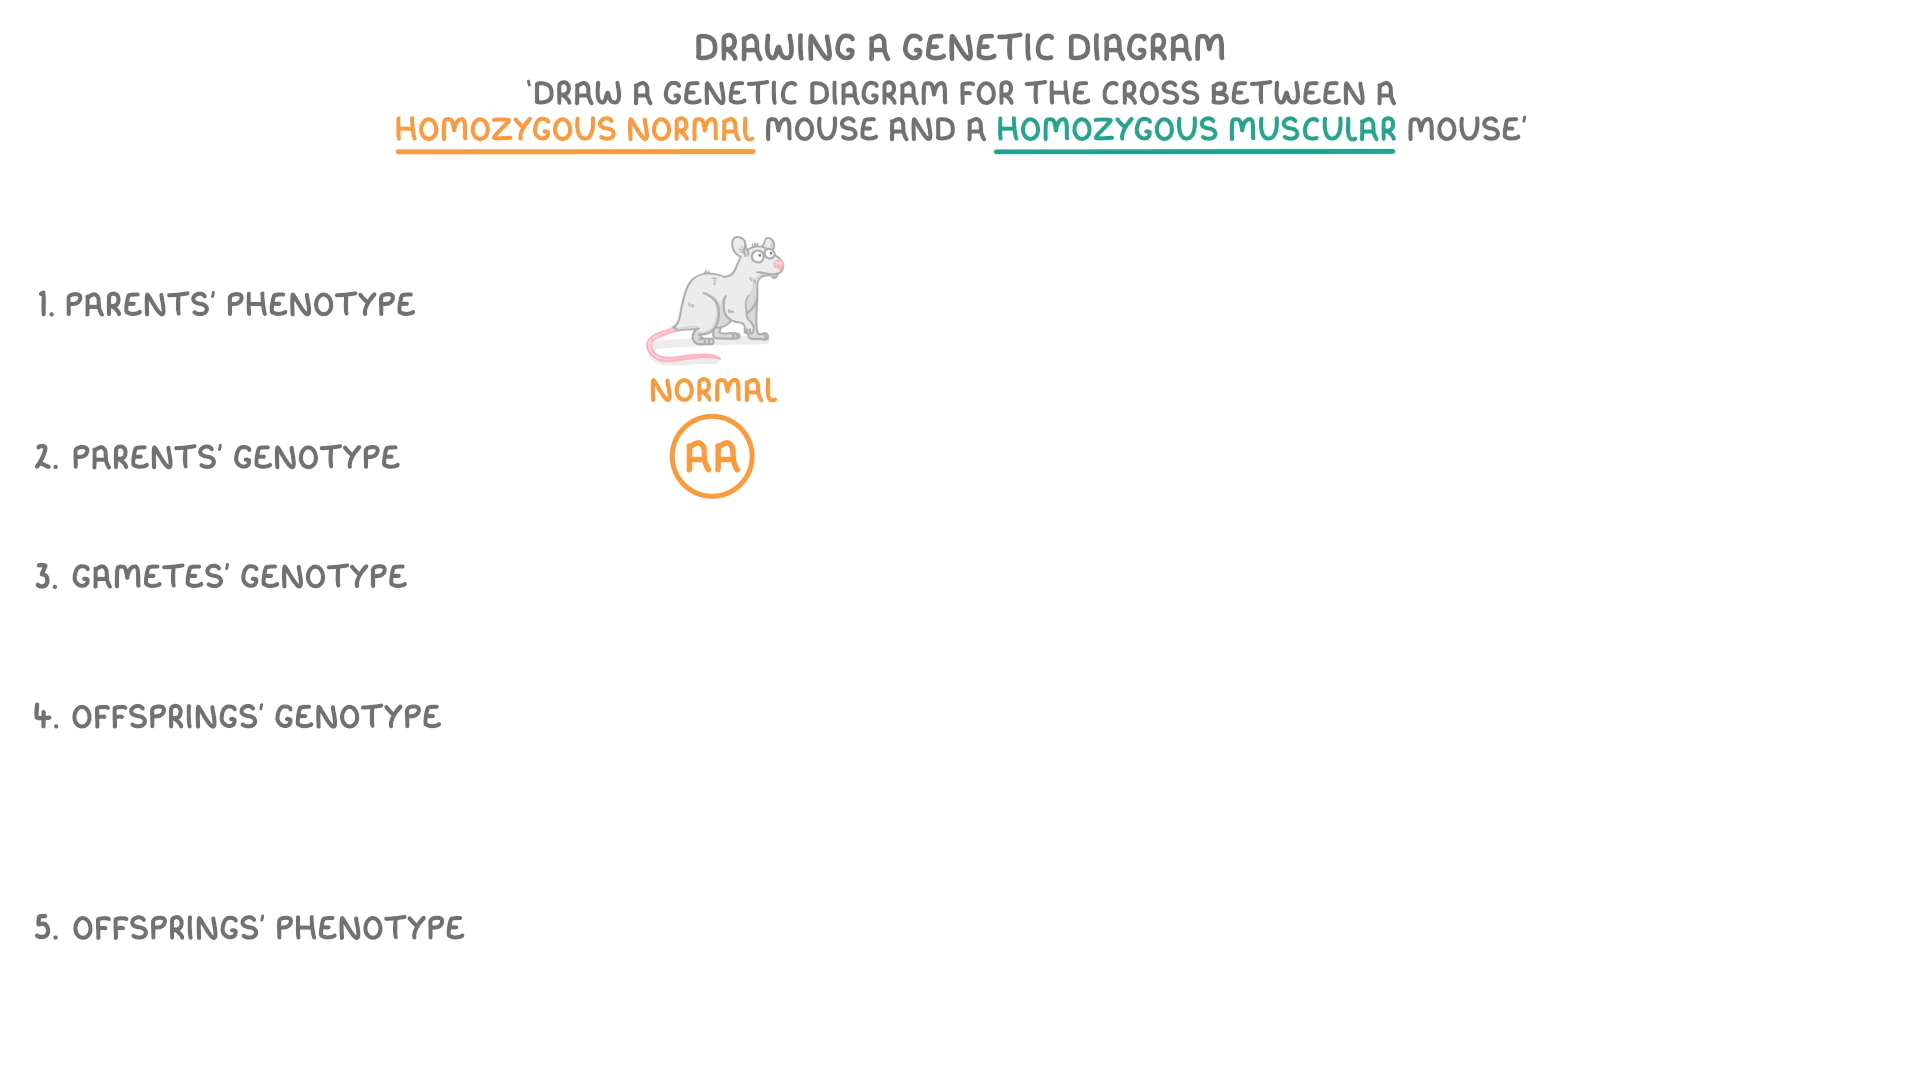 DRAWING A GENETIC DIAGRAM
‘DRAW A GENETIC DIAGRAM FOR THE CROSS BETWEEN A
HOMOZYGOUS NORMAL MOUSE AND A HOMOZYGOUS MUSCULAR MOUSE’
1. PARENTS’ PHENOTYPE
NORMAL
2. PARENTS’ GENOTYPE
AA
3. GAMETES’ GENOTYPE
4. OFFSPRINGS’ GENOTYPE
5. OFFSPRINGS’ PHENOTYPE